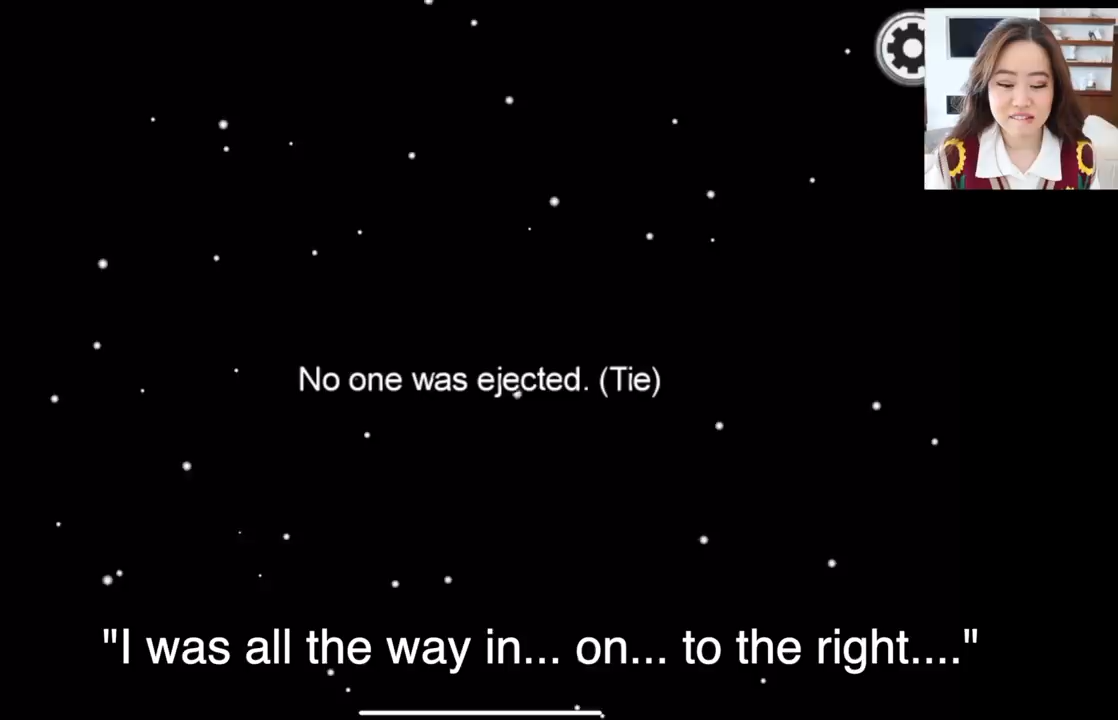 No one was ejected. (Tie)
"I was all the way in... on... to the right...."